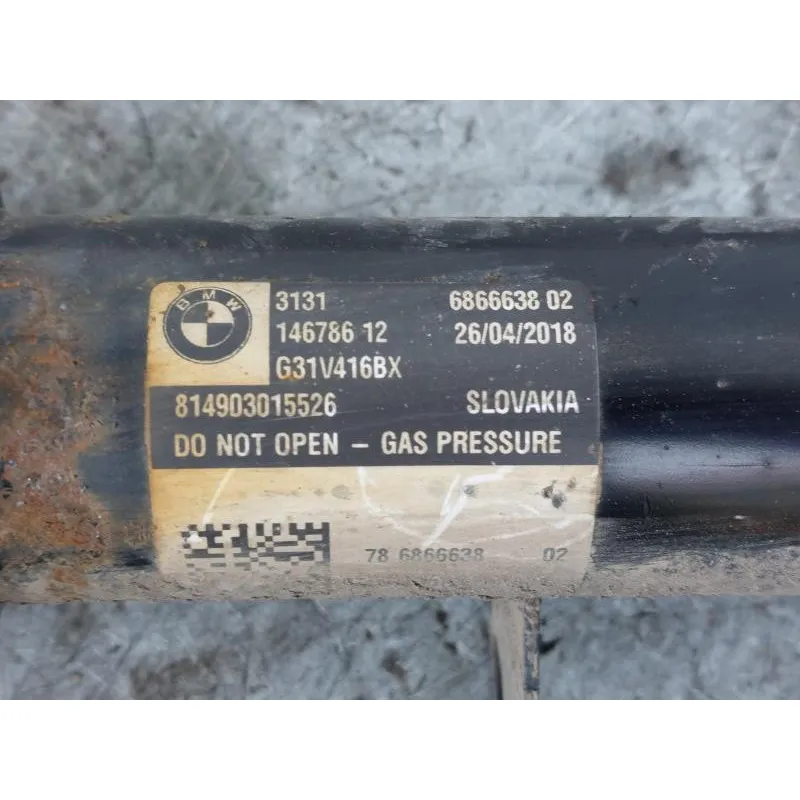 BMW
3131 6866638 02
146786 12 26/04/2018
G31V416BX
814903015526 SLOVAKIA
DO NOT OPEN – GAS PRESSURE
78 6866638 02